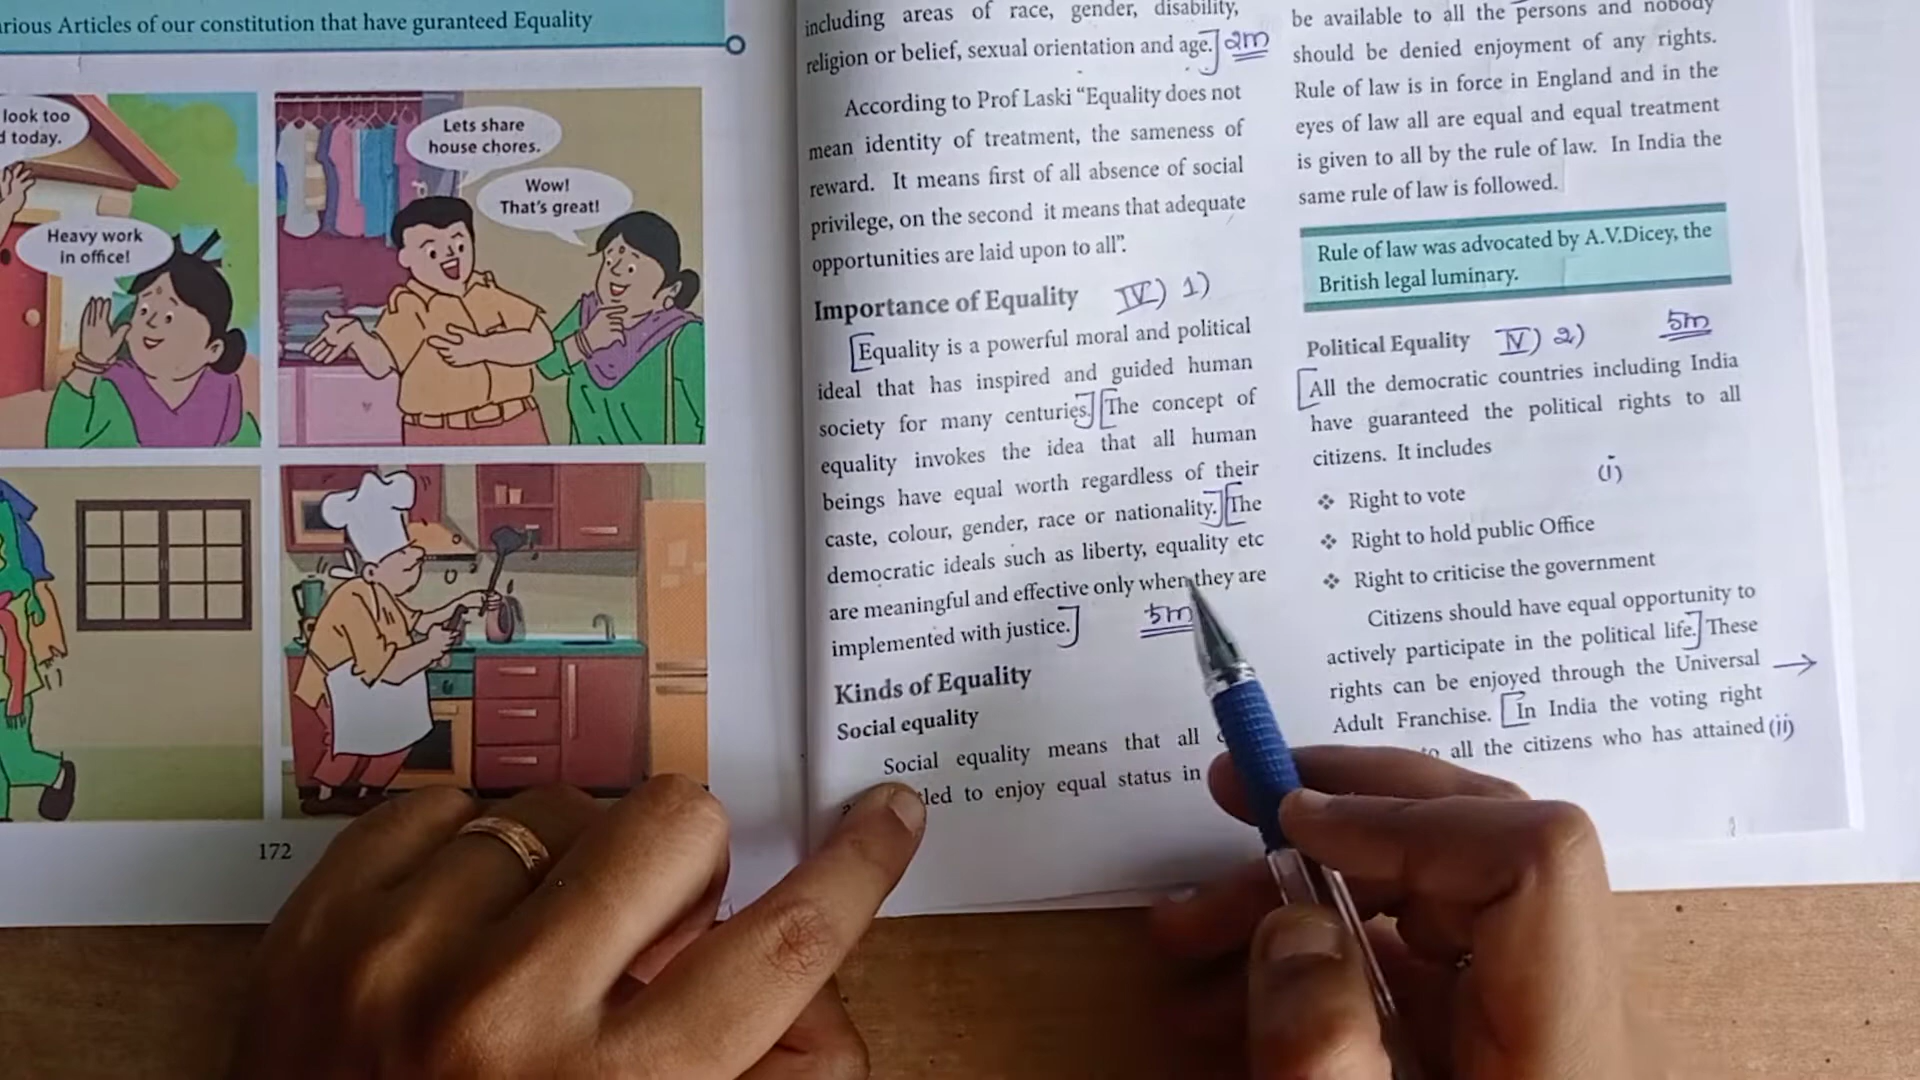 rious Articles of our constitution that have guranteed Equality
look too
today.
Heavy work
in office!
Lets share
house chores.
Wow!
That's great!
172
including areas of race, gender, disability,
religion or belief, sexual orientation and age.] 2m
According to Prof Laski “Equality does not
mean identity of treatment, the sameness of
reward. It means first of all absence of social
privilege, on the second it means that adequate
opportunities are laid upon to all”.
Importance of Equality IV) 1)
[Equality is a powerful moral and political
ideal that has inspired and guided human
society for many centuries.] [The concept of
equality invokes the idea that all human
beings have equal worth regardless of their
caste, colour, gender, race or nationality.] [The
democratic ideals such as liberty, equality etc
are meaningful and effective only when they are
implemented with justice.] 5m
Kinds of Equality
Social equality
Social equality means that all
led to enjoy equal status in
be available to all the persons and nobody
should be denied enjoyment of any rights.
Rule of law is in force in England and in the
eyes of law all are equal and equal treatment
is given to all by the rule of law. In India the
same rule of law is followed.
Rule of law was advocated by A.V.Dicey, the
British legal luminary.
Political Equality IV) 2) 5m
[All the democratic countries including India
have guaranteed the political rights to all
citizens. It includes
(i)
❖ Right to vote
❖ Right to hold public Office
❖ Right to criticise the government
Citizens should have equal opportunity to
actively participate in the political life.] These
rights can be enjoyed through the Universal →
Adult Franchise. [In India the voting right
all the citizens who has attained (ii)